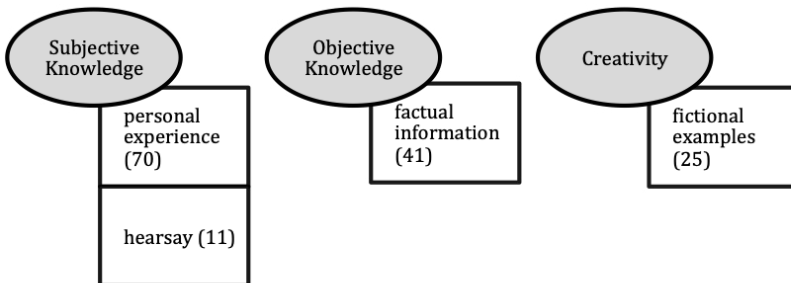 Subjective
Knowledge
personal
experience
(70)
hearsay (11)
Objective
Knowledge
factual
information
(41)
Creativity
fictional
examples
(25)